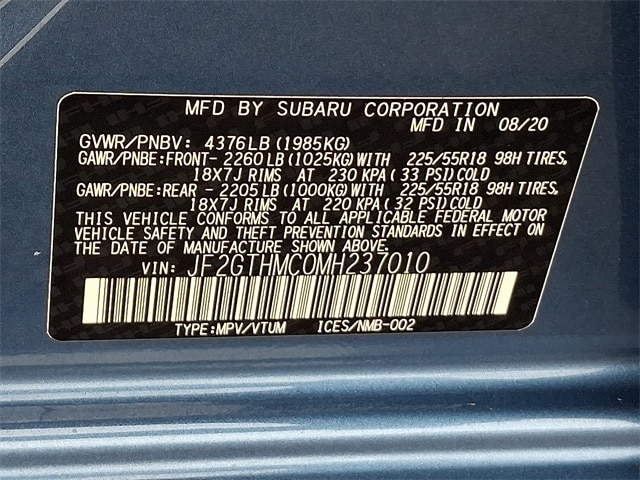 MFD BY SUBARU CORPORATION
MFD IN 08/20
GVWR/PNBV: 4376LB (1985KG)
GAWR/PNBE:FRONT- 2260LB (1025KG) WITH 225/55R18 98H TIRES,
18X7J RIMS AT 230 KPA ( 33 PSI) COLD
GAWR/PNBE:REAR - 2205LB (1000KG) WITH 225/55R18 98H TIRES,
18X7J RIMS AT 220 KPA ( 32 PSI) COLD
THIS VEHICLE CONFORMS TO ALL APPLICABLE FEDERAL MOTOR
VEHICLE SAFETY AND THEFT PREVENTION STANDARDS IN EFFECT ON
THE DATE OF MANUFACTURE SHOWN ABOVE.
VIN: JF2GTHMC0MH237010
TYPE:MPV/VTUM ICES/NMB-002